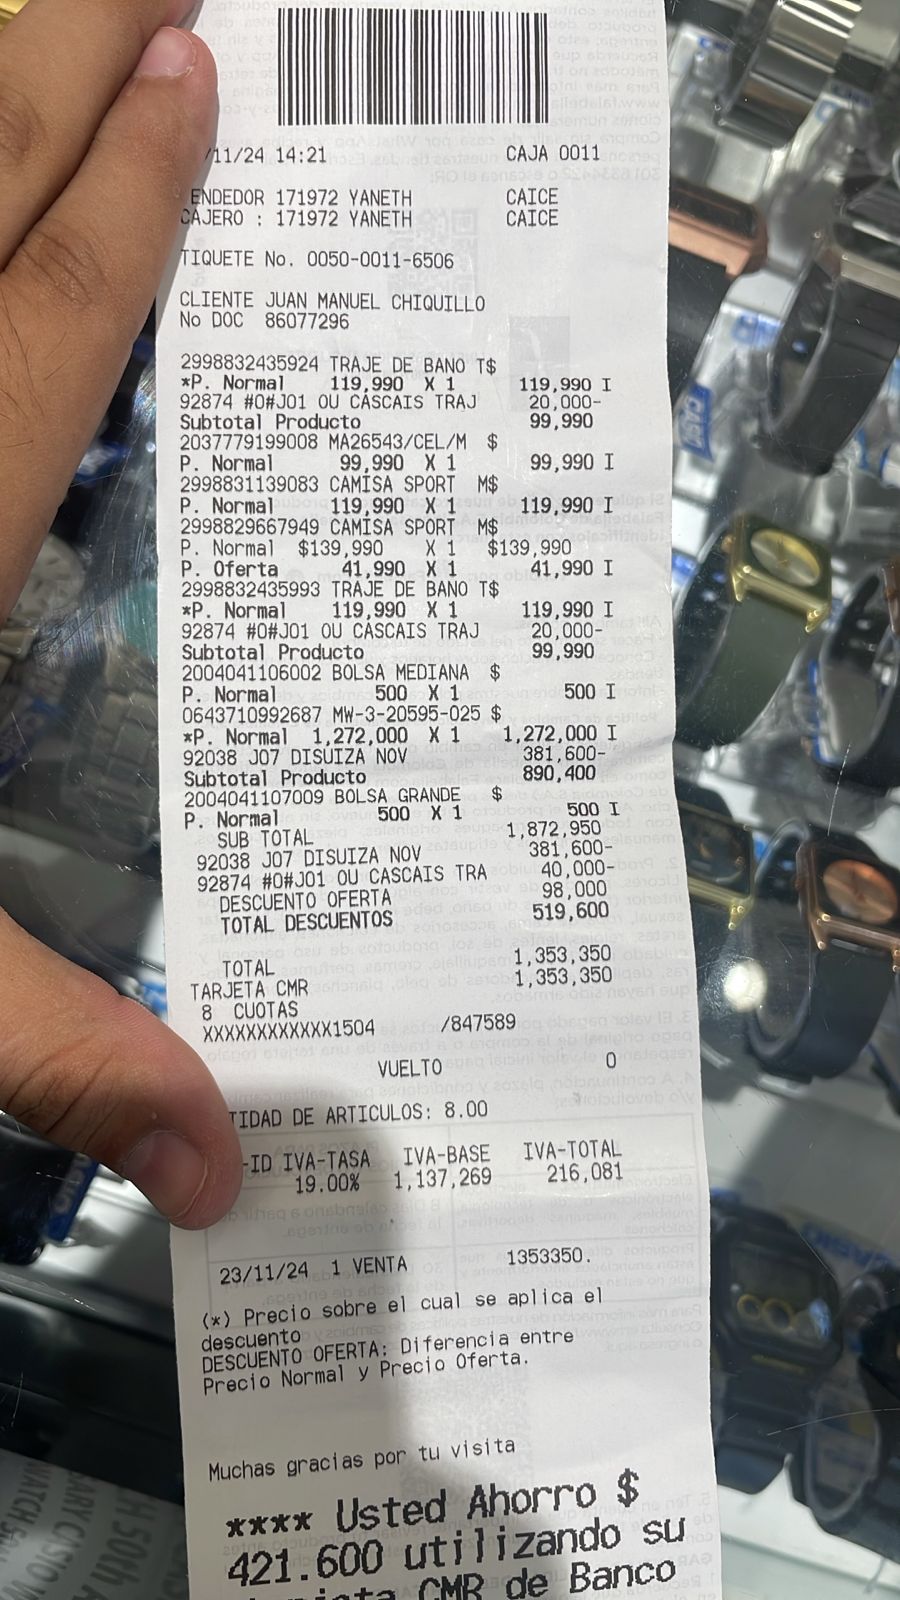 /11/24 14:21 CAJA 0011
ENDEDOR 171972 YANETH CAICE
CAJERO : 171972 YANETH CAICE
TIQUETE No. 0050-0011-6506
CLIENTE JUAN MANUEL CHIQUILLO
No DOC 86077296
2998832435924 TRAJE DE BANO T$
*P. Normal 119,990 X 1 119,990 I
92874 #0#J01 OU CASCAIS TRAJ 20,000-
Subtotal Producto 99,990
2037779199008 MA26543/CEL/M $
P. Normal 99,990 X 1 99,990 I
2998831139083 CAMISA SPORT M$
P. Normal 119,990 X 1 119,990 I
2998829667949 CAMISA SPORT M$
P. Normal $139,990 X 1 $139,990
P. Oferta 41,990 X 1 41,990 I
2998832435993 TRAJE DE BANO T$
*P. Normal 119,990 X 1 119,990 I
92874 #0#J01 OU CASCAIS TRAJ 20,000-
Subtotal Producto 99,990
2004041106002 BOLSA MEDIANA $
P. Normal 500 X 1 500 I
0643710992687 MW-3-20595-025 $
*P. Normal 1,272,000 X 1 1,272,000 I
92038 J07 DISUIZA NOV 381,600-
Subtotal Producto 890,400
2004041107009 BOLSA GRANDE $
P. Normal 500 X 1 500 I
SUB TOTAL 1,872,950
92038 J07 DISUIZA NOV 381,600-
92874 #0#J01 OU CASCAIS TRA 40,000-
DESCUENTO OFERTA 98,000
TOTAL DESCUENTOS 519,600
TOTAL 1,353,350
TARJETA CMR 1,353,350
8 CUOTAS
XXXXXXXXXXXX1504 /847589
VUELTO 0
TIDAD DE ARTICULOS: 8.00
-ID IVA-TASA IVA-BASE IVA-TOTAL
19.00% 1,137,269 216,081
23/11/24 1 VENTA 1353350.
(*) Precio sobre el cual se aplica el
descuento
DESCUENTO OFERTA: Diferencia entre
Precio Normal y Precio Oferta.
Muchas gracias por tu visita
**** Usted Ahorro $
421.600 utilizando su
CMR de Banco